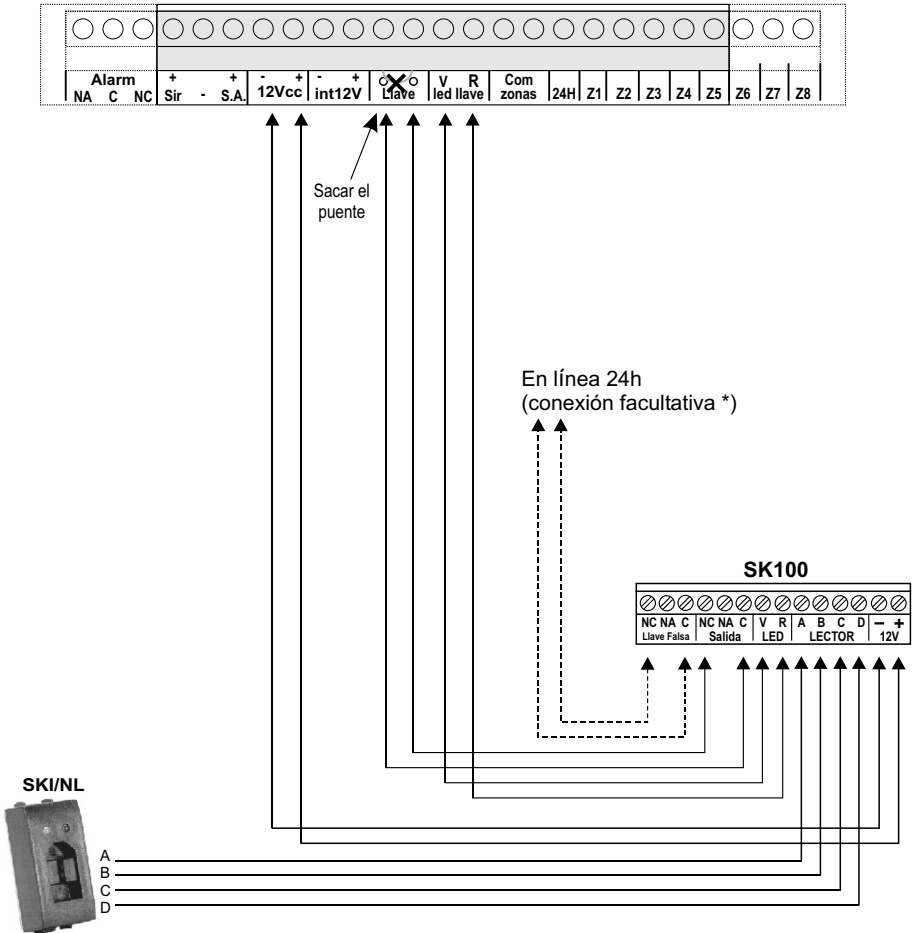 Alarm + + - + - + V R Com
NA C NC Sir - S.A. 12Vcc int12V Llave led llave zonas 24H Z1 Z2 Z3 Z4 Z5 Z6 Z7 Z8
Sacar el
puente
En línea 24h
(conexión facultativa *)
SK100
NC NA C NC NA C V R A B C D − +
Llave Falsa Salida LED LECTOR 12V
SKI/NL
A
B
C
D